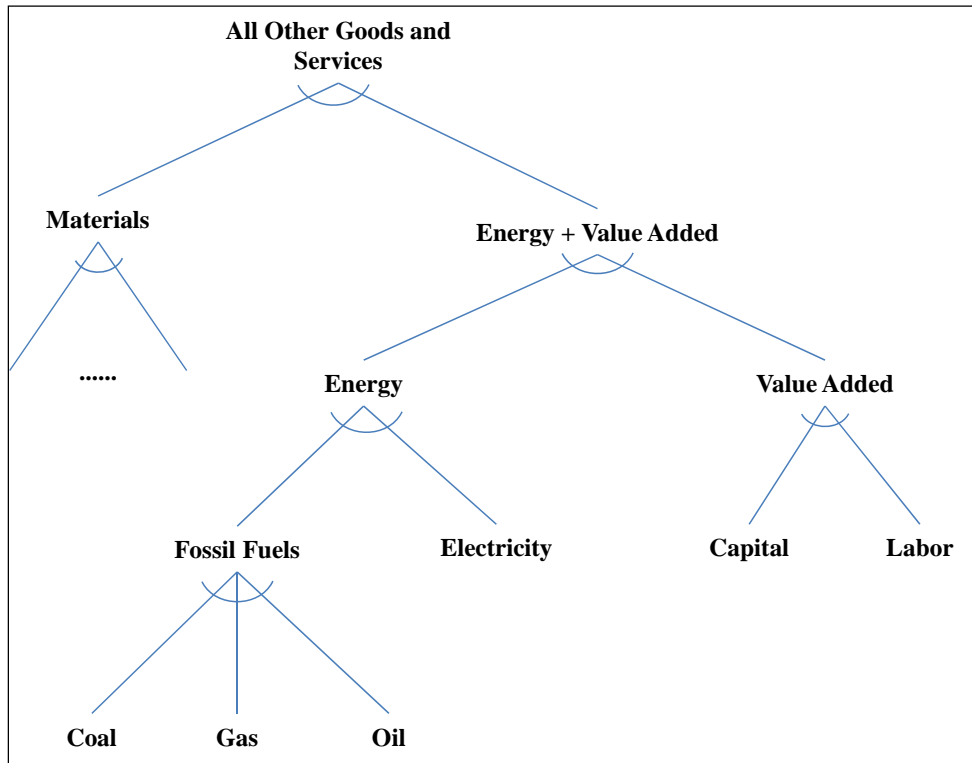 All Other Goods and
Services
Materials
Energy + Value Added
......
Energy
Value Added
Fossil Fuels
Electricity
Capital
Labor
Coal
Gas
Oil